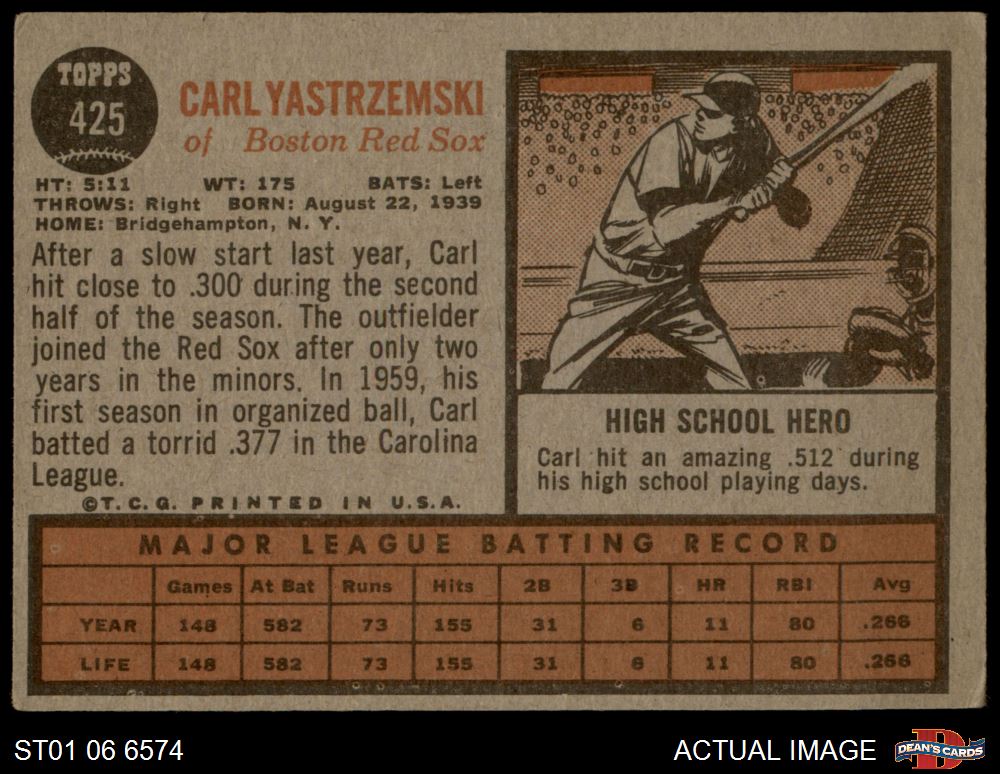 TOPPS
425
CARL YASTRZEMSKI
of Boston Red Sox
HT: 5:11 WT: 175 BATS: Left
THROWS: Right BORN: August 22, 1939
HOME: Bridgehampton, N. Y.
After a slow start last year, Carl
hit close to .300 during the second
half of the season. The outfielder
joined the Red Sox after only two
years in the minors. In 1959, his
first season in organized ball, Carl
batted a torrid .377 in the Carolina
League.
©T. C. G. PRINTED IN U.S.A.
HIGH SCHOOL HERO
Carl hit an amazing .512 during
his high school playing days.
MAJOR LEAGUE BATTING RECORD
Games At Bat Runs Hits 2B 3B HR RBI Avg
YEAR 148 582 73 155 31 6 11 80 .266
LIFE 148 582 73 155 31 6 11 80 .266
ST01 06 6574
ACTUAL IMAGE
D
DEAN'S CARDS